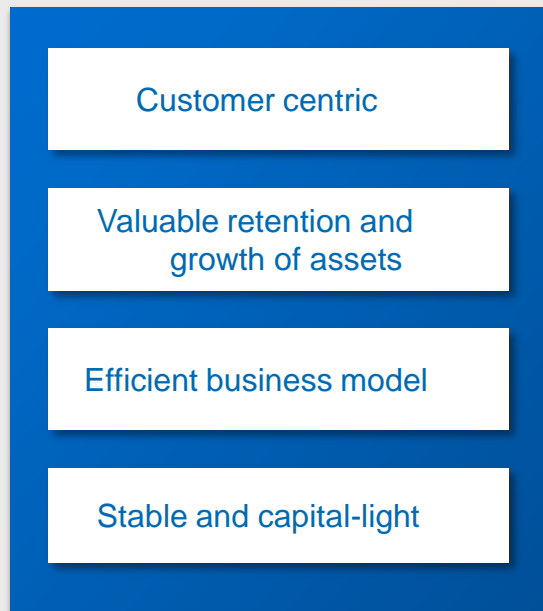 Customer centric
Valuable retention and
growth of assets
Efficient business model
Stable and capital-light